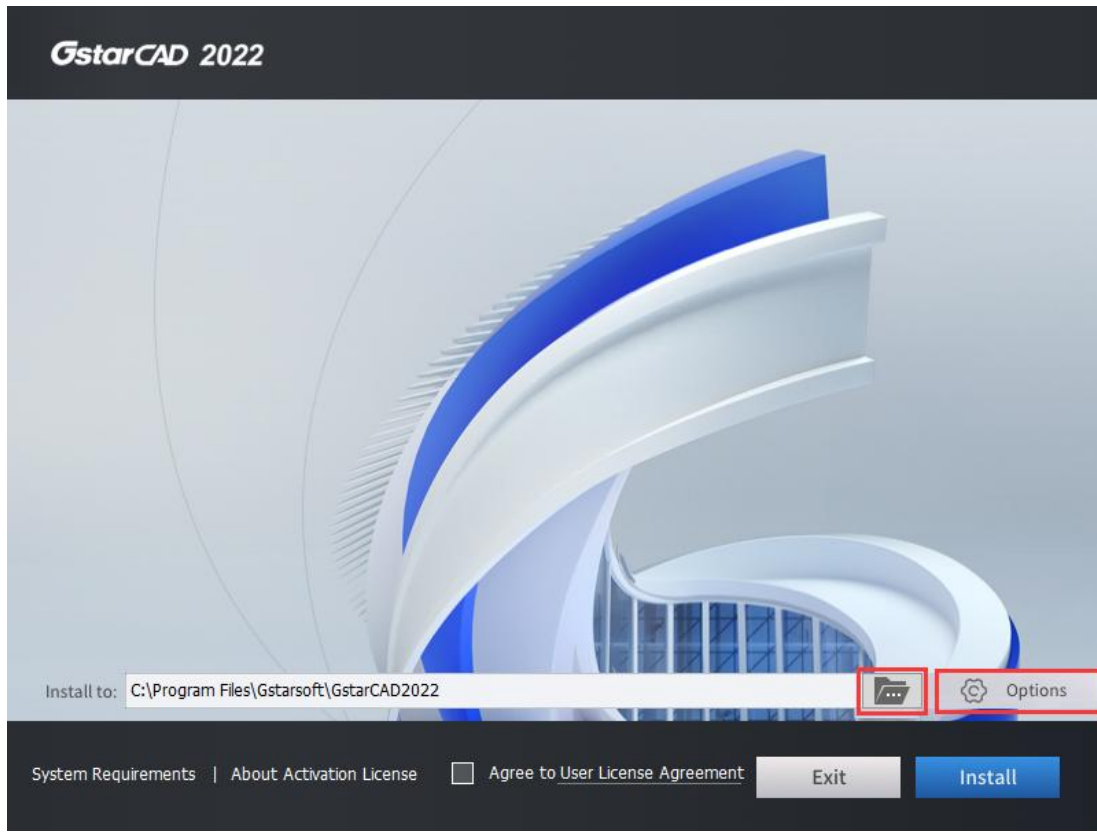 GstarCAD 2022
Install to: C:\Program Files\Gstarsoft\GstarCAD2022 Options
System Requirements | About Activation License Agree to User License Agreement Exit Install